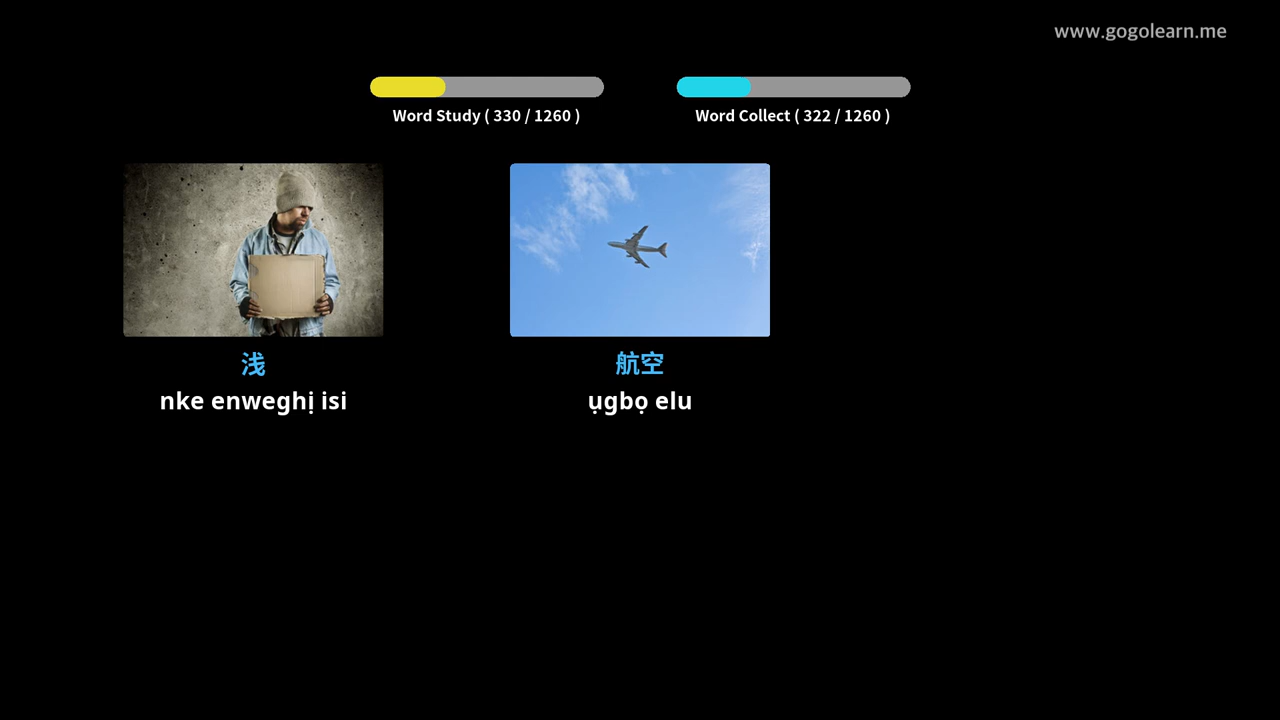 www.gogolearn.me
Word Study ( 330 / 1260 )
Word Collect ( 322 / 1260 )
浅
航空
nke enweghị isi
ụgbọ elu